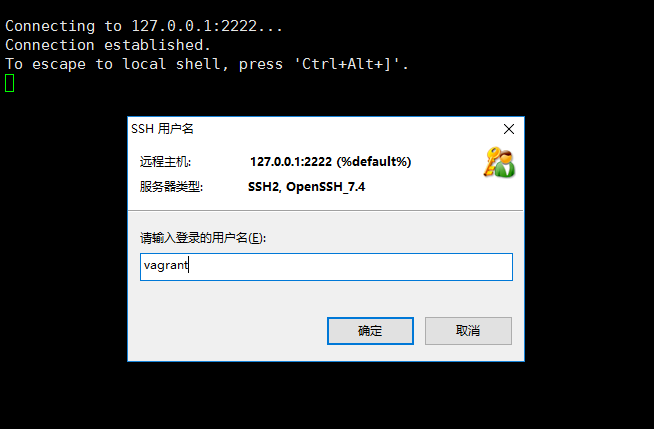 Connecting to 127.0.0.1:2222...
Connection established.
To escape to local shell, press 'Ctrl+Alt+]'.
SSH 用户名
远程主机: 127.0.0.1:2222 (%default%)
服务器类型: SSH2, OpenSSH_7.4
请输入登录的用户名(E):
vagrant
确定 取消